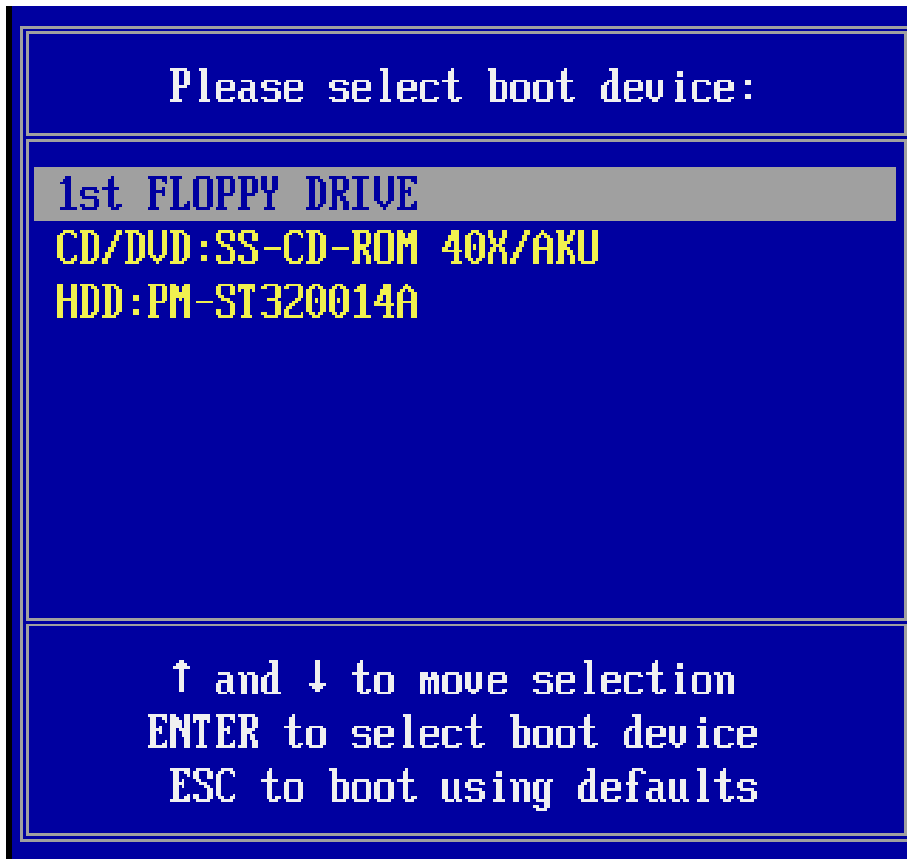 Please select boot device:
1st FLOPPY DRIVE
CD/DVD:SS-CD-ROM 40X/AKU
HDD:PM-ST320014A
↑ and ↓ to move selection
ENTER to select boot device
ESC to boot using defaults